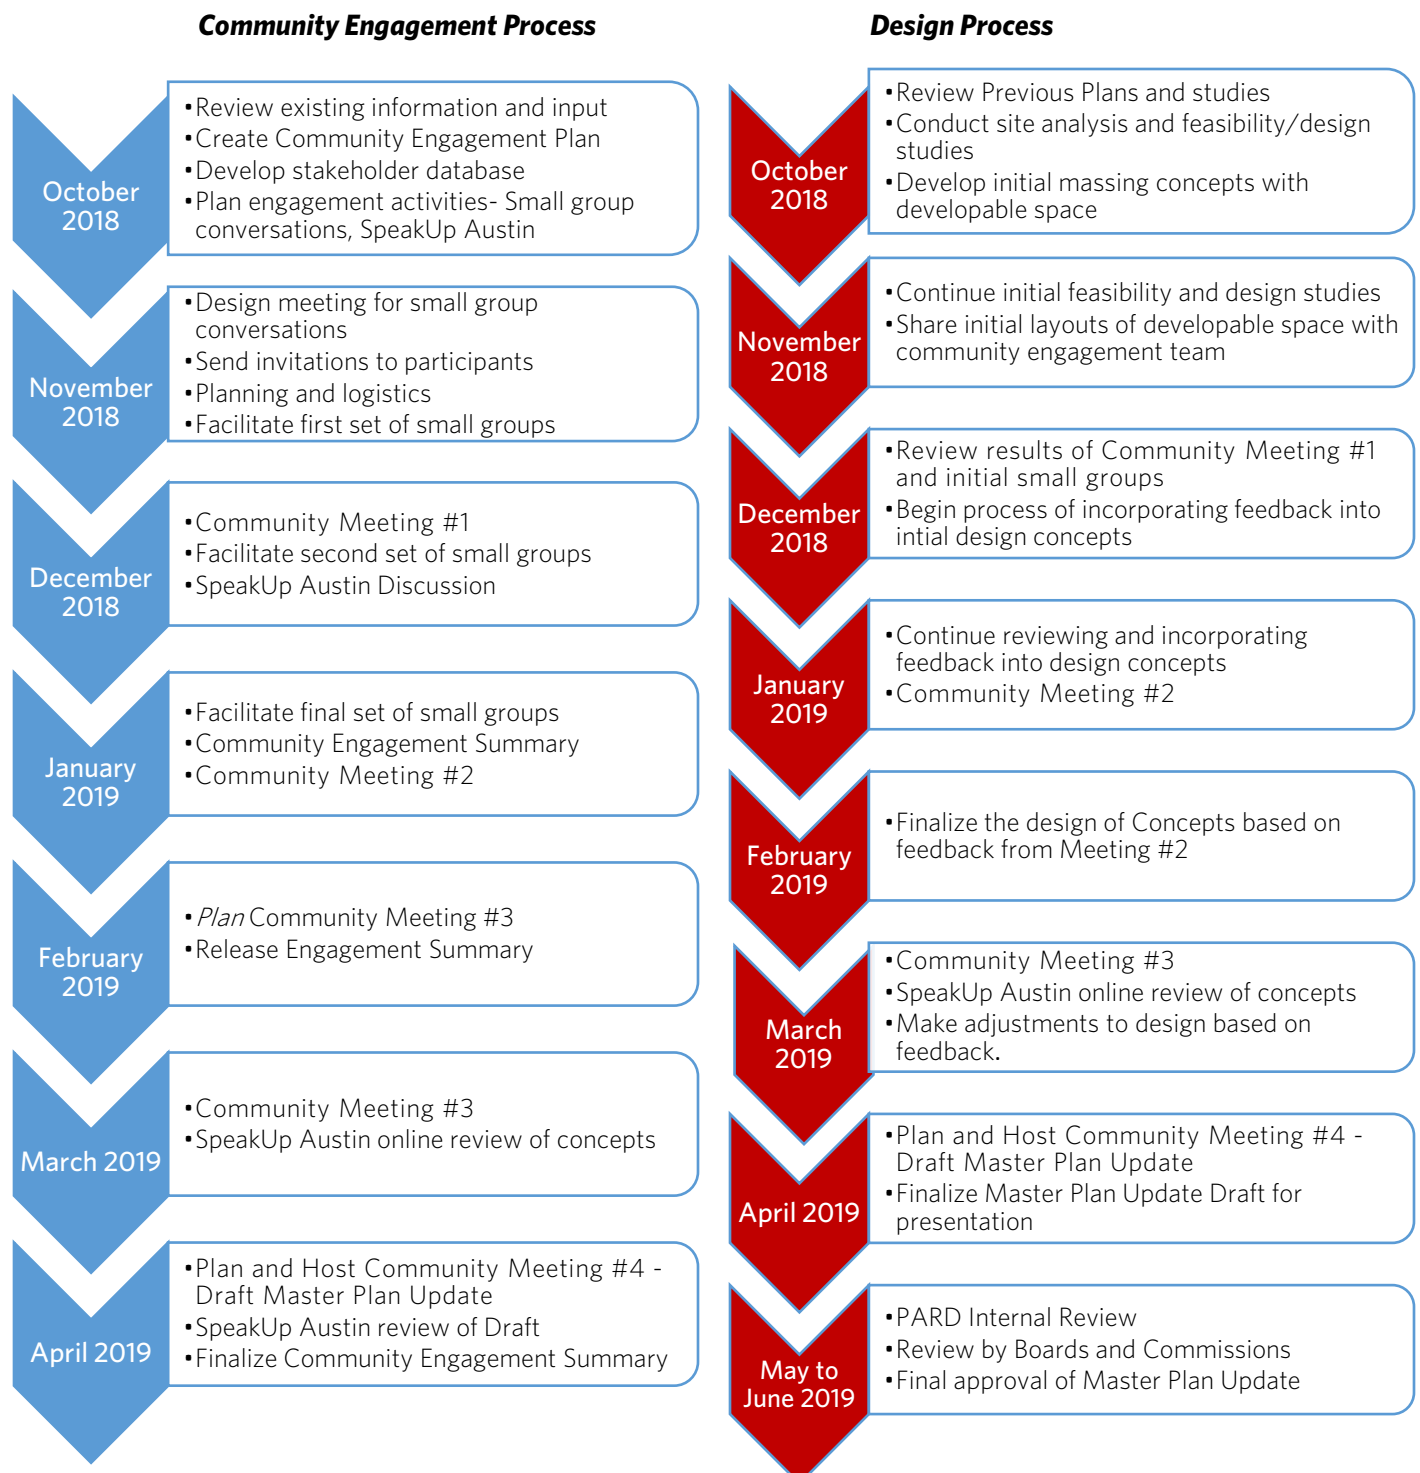 Community Engagement Process
October
2018
•Review existing information and input
•Create Community Engagement Plan
•Develop stakeholder database
•Plan engagement activities- Small group
conversations, SpeakUp Austin
November
2018
•Design meeting for small group
conversations
•Send invitations to participants
•Planning and logistics
•Facilitate first set of small groups
December
2018
•Community Meeting #1
•Facilitate second set of small groups
•SpeakUp Austin Discussion
January
2019
•Facilitate final set of small groups
•Community Engagement Summary
•Community Meeting #2
February
2019
•Plan Community Meeting #3
•Release Engagement Summary
March 2019
•Community Meeting #3
•SpeakUp Austin online review of concepts
April 2019
•Plan and Host Community Meeting #4 -
Draft Master Plan Update
•SpeakUp Austin review of Draft
•Finalize Community Engagement Summary
Design Process
October
2018
•Review Previous Plans and studies
•Conduct site analysis and feasibility/design
studies
•Develop initial massing concepts with
developable space
November
2018
•Continue initial feasibility and design studies
•Share initial layouts of developable space with
community engagement team
December
2018
•Review results of Community Meeting #1
and initial small groups
•Begin process of incorporating feedback into
intial design concepts
January
2019
•Continue reviewing and incorporating
feedback into design concepts
•Community Meeting #2
February
2019
•Finalize the design of Concepts based on
feedback from Meeting #2
March
2019
•Community Meeting #3
•SpeakUp Austin online review of concepts
•Make adjustments to design based on
feedback.
April 2019
•Plan and Host Community Meeting #4 -
Draft Master Plan Update
•Finalize Master Plan Update Draft for
presentation
May to
June 2019
•PARD Internal Review
•Review by Boards and Commissions
•Final approval of Master Plan Update